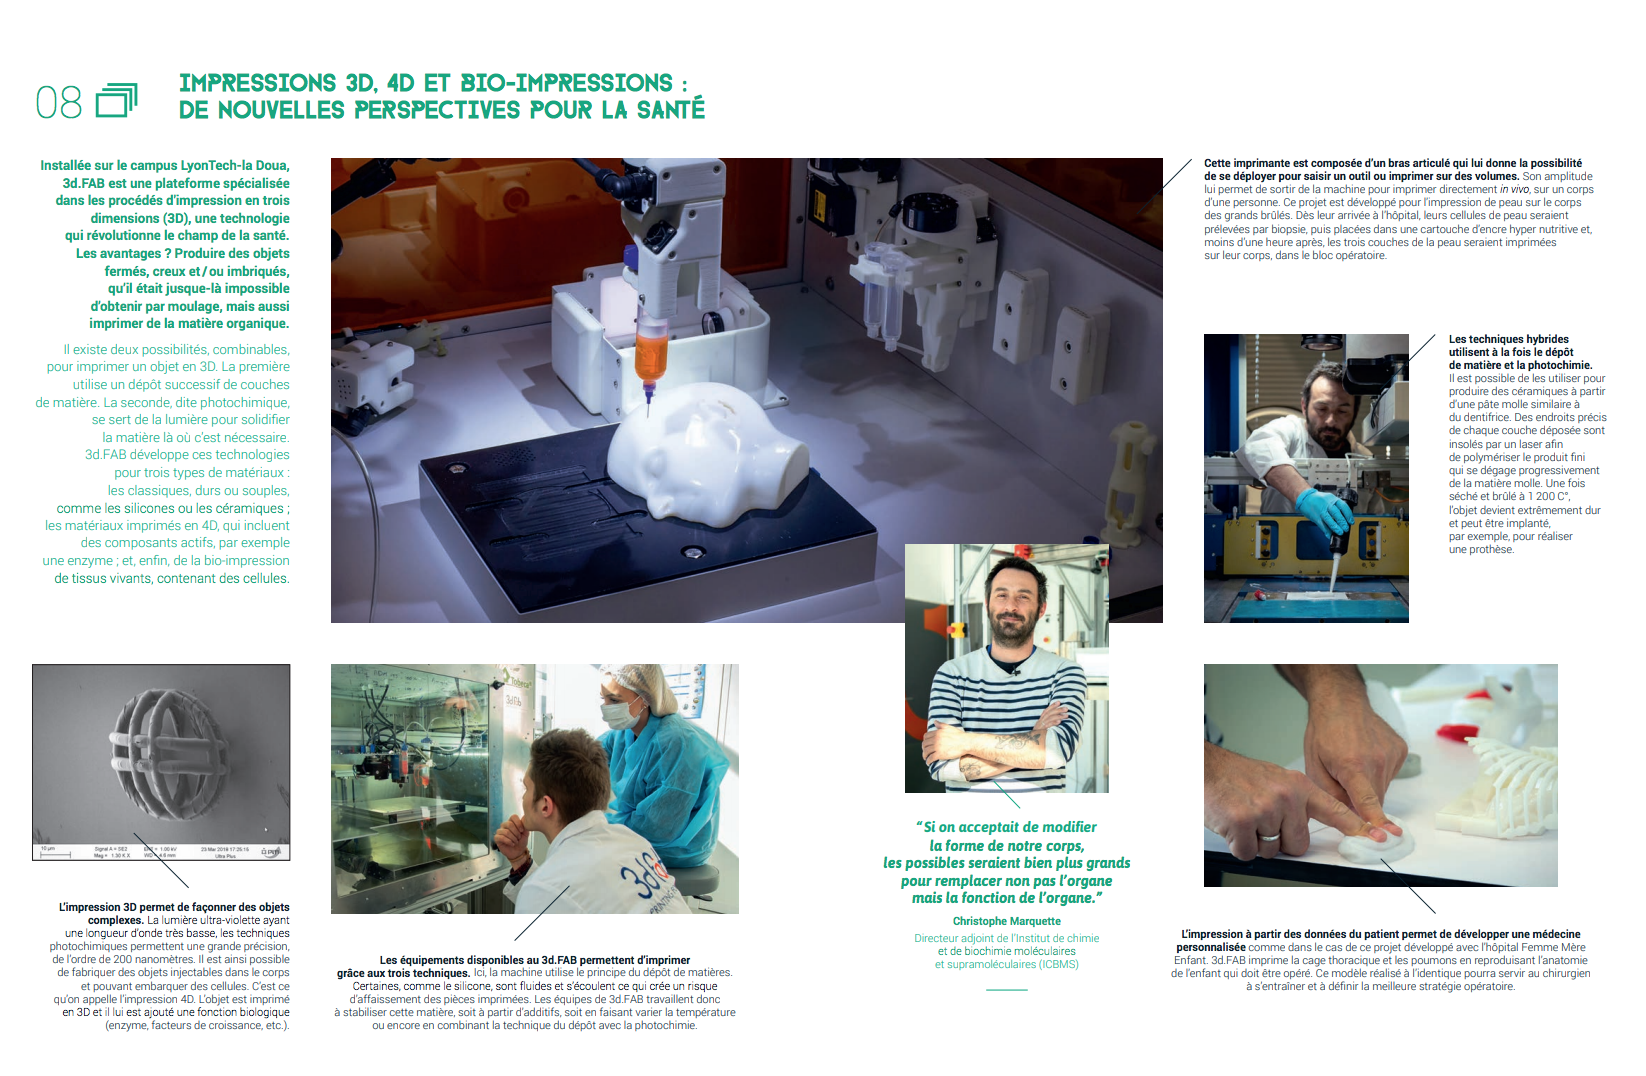 08
IMPRESSIONS 3D, 4D ET BIO-IMPRESSIONS :
DE NOUVELLES PERSPECTIVES POUR LA SANTÉ
Installée sur le campus LyonTech-la Doua,
3d.FAB est une plateforme spécialisée
dans les procédés d'impression en trois
dimensions (3D), une technologie
qui révolutionne le champ de la santé.
Les avantages ? Produire des objets
fermés, creux et / ou imbriqués,
qu'il était jusque-là impossible
d'obtenir par moulage, mais aussi
imprimer de la matière organique.
Il existe deux possibilités, combinables,
pour imprimer un objet en 3D. La première
utilise un dépôt successif de couches
de matière. La seconde, dite photochimique,
se sert de la lumière pour solidifier
la matière là où c'est nécessaire.
3d.FAB développe ces technologies
pour trois types de matériaux :
les classiques, durs ou souples,
comme les silicones ou les céramiques ;
les matériaux imprimés en 4D, qui incluent
des composants actifs, par exemple
une enzyme ; et, enfin, de la bio-impression
de tissus vivants, contenant des cellules.
Cette imprimante est composée d'un bras articulé qui lui donne la possibilité
de se déployer pour saisir un outil ou imprimer sur des volumes. Son amplitude
lui permet de sortir de la machine pour imprimer directement in vivo, sur un corps
d'une personne. Ce projet est développé pour l'impression de peau sur le corps
des grands brûlés. Dès leur arrivée à l'hôpital, leurs cellules de peau seraient
prélevées par biopsie, puis placées dans une cartouche d'encre hyper nutritive et,
moins d'une heure après, les trois couches de la peau seraient imprimées
sur leur corps, dans le bloc opératoire.
Les techniques hybrides
utilisent à la fois le dépôt
de matière et la photochimie.
Il est possible de les utiliser pour
produire des céramiques à partir
d'une pâte molle similaire à
du dentifrice. Des endroits précis
de chaque couche déposée sont
insolés par un laser afin
de polymériser le produit fini
qui se dégage progressivement
de la matière molle. Une fois
séché et brûlé à 1 200 C°,
l'objet devient extrêmement dur
et peut être implanté,
par exemple, pour réaliser
une prothèse.
10 µm
Signal A = SE2
Mag = 1.30 K X
EHT = 1.00 kV
23 Mar 2018 17:25:15
Ultra Plus
L'impression 3D permet de façonner des objets
complexes. La lumière ultra-violette ayant
une longueur d'onde très basse, les techniques
photochimiques permettent une grande précision,
de l'ordre de 200 nanomètres. Il est ainsi possible
de fabriquer des objets injectables dans le corps
et pouvant embarquer des cellules. C'est ce
qu'on appelle l'impression 4D. L'objet est imprimé
en 3D et il lui est ajouté une fonction biologique
(enzyme, facteurs de croissance, etc.).
3dfab
Les équipements disponibles au 3d.FAB permettent d'imprimer
grâce aux trois techniques. Ici, la machine utilise le principe du dépôt de matières.
Certaines, comme le silicone, sont fluides et s'écoulent ce qui crée un risque
d'affaissement des pièces imprimées. Les équipes de 3d.FAB travaillent donc
à stabiliser cette matière, soit à partir d'additifs, soit en faisant varier la température
ou encore en combinant la technique du dépôt avec la photochimie.
“ Si on acceptait de modifier
la forme de notre corps,
les possibles seraient bien plus grands
pour remplacer non pas l'organe
mais la fonction de l'organe.”
Christophe Marquette
Directeur adjoint de l'Institut de chimie
et de biochimie moléculaires
et supramoléculaires (ICBMS)
L'impression à partir des données du patient permet de développer une médecine
personnalisée comme dans le cas de ce projet développé avec l'hôpital Femme Mère
Enfant. 3d.FAB imprime la cage thoracique et les poumons en reproduisant l'anatomie
de l'enfant qui doit être opéré. Ce modèle réalisé à l'identique pourra servir au chirurgien
à s'entraîner et à définir la meilleure stratégie opératoire.